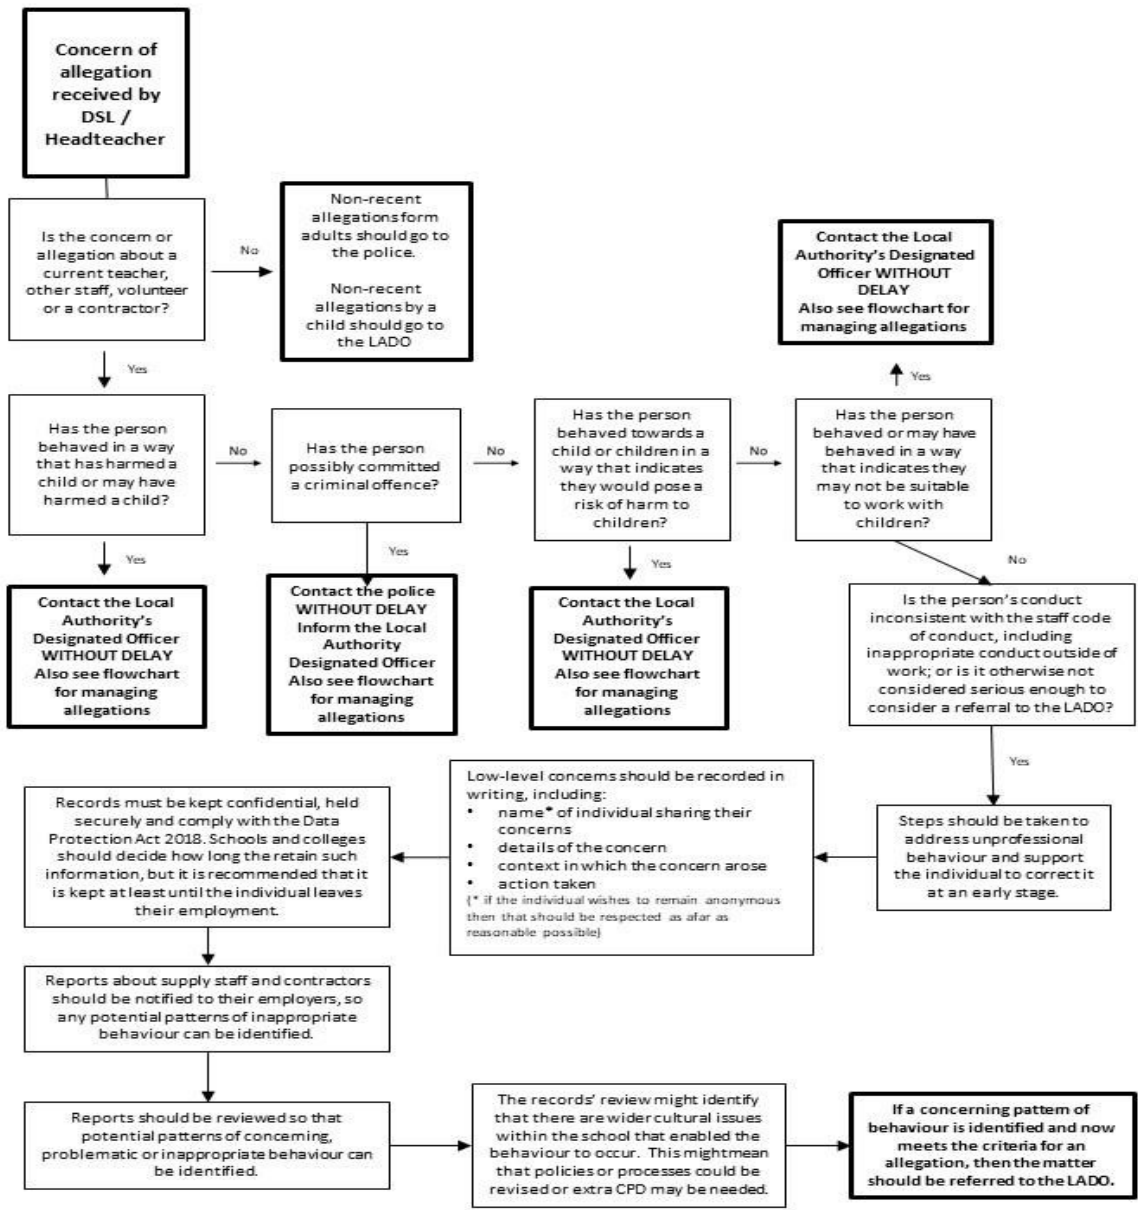 Concern of
allegation
received by
DSL /
Headteacher
Is the concern or
allegation about a
current teacher,
other staff, volunteer
or a contractor?
No
Non-recent
allegations form
adults should go to
the police.
Non-recent
allegations by a
child should go to
the LADO
Contact the Local
Authority's Designated
Officer WITHOUT
DELAY
Also see flowchart for
managing allegations
Yes
Yes
Has the person
behaved in a way
that has harmed a
child or may have
harmed a child?
No
Has the person
possibly committed
a criminal offence?
No
Has the person
behaved towards a
child or children in a
way that indicates
they would pose a
risk of harm to
children?
No
Has the person
behaved or may have
behaved in a way
that indicates they
may not be suitable
to work with
children?
Yes
Yes
Yes
No
Contact the Local
Authority's
Designated Officer
WITHOUT DELAY
Also see flowchart
for managing
allegations
Contact the police
WITHOUT DELAY
Inform the Local
Authority
Designated Officer
Also see flowchart
for managing
allegations
Contact the Local
Authority's
Designated Officer
WITHOUT DELAY
Also see flowchart
for managing
allegations
Is the person's conduct
inconsistent with the staff code
of conduct, including
inappropriate conduct outside of
work; or is it otherwise not
considered serious enough to
consider a referral to the LADO?
Yes
Steps should be taken to
address unprofessional
behaviour and support
the individual to correct it
at an early stage.
Low-level concerns should be recorded in
writing, including:
• name* of individual sharing their
concerns
• details of the concern
• context in which the concern arose
• action taken
(* if the individual wishes to remain anonymous
then that should be respected as afar as
reasonable possible)
Records must be kept confidential, held
securely and comply with the Data
Protection Act 2018. Schools and colleges
should decide how long the retain such
information, but it is recommended that it
is kept at least until the individual leaves
their employment.
Reports about supply staff and contractors
should be notified to their employers, so
any potential patterns of inappropriate
behaviour can be identified.
Reports should be reviewed so that
potential patterns of concerning,
problematic or inappropriate behaviour can
be identified.
The records' review might identify
that there are wider cultural issues
within the school that enabled the
behaviour to occur. This might mean
that policies or processes could be
revised or extra CPD may be needed.
If a concerning pattern of
behaviour is identified and now
meets the criteria for an
allegation, then the matter
should be referred to the LADO.